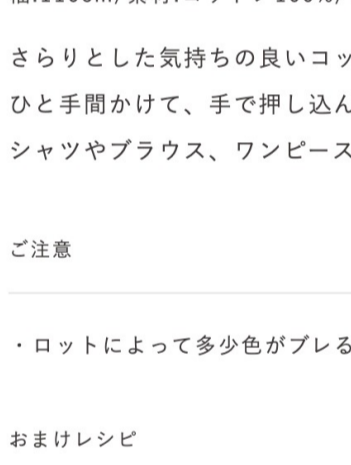 さらりとした気持ちの良いコッ
ひと手間かけて、手で押し込ん
シャツやブラウス、ワンピース
ご注意
・ロットによって多少色がブレる
おまけレシピ